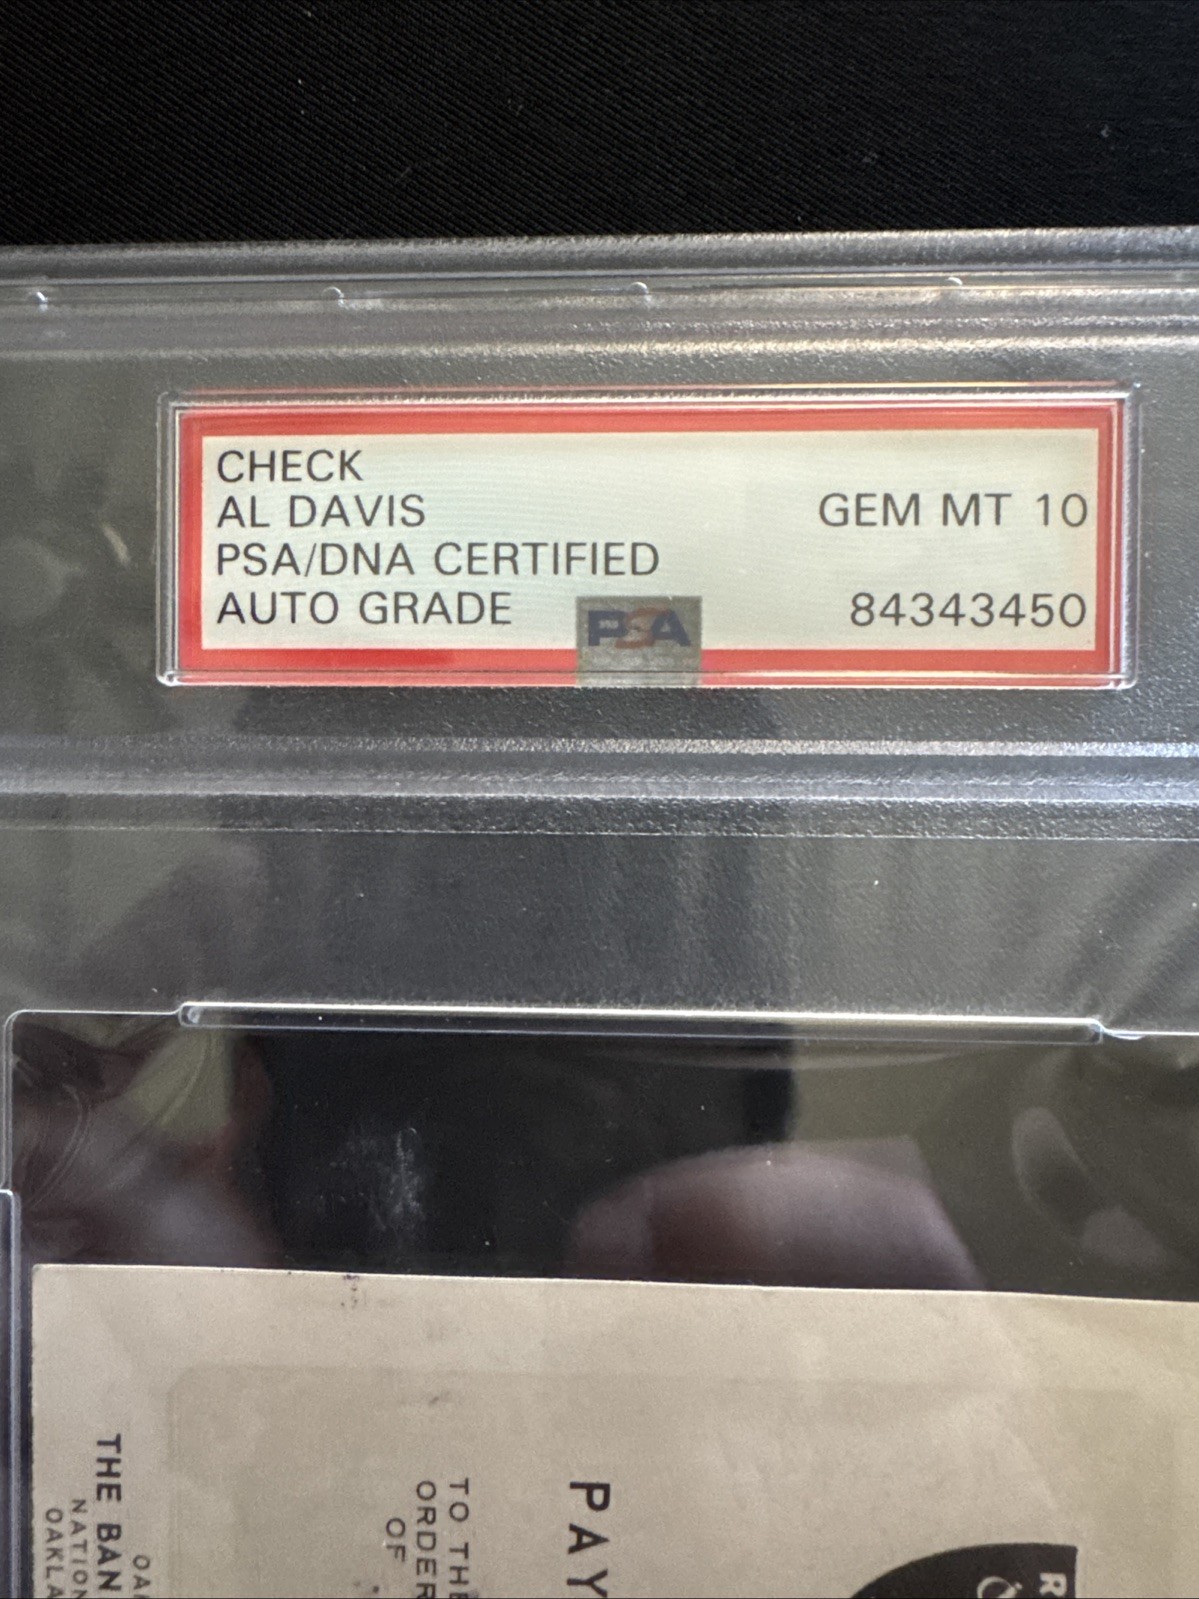 CHECK
AL DAVIS
GEM MT 10
PSA/DNA CERTIFIED
AUTO GRADE
84343450
PSA
PAY
TO THE
ORDER
OF
THE BAN
NATION
OAKLA